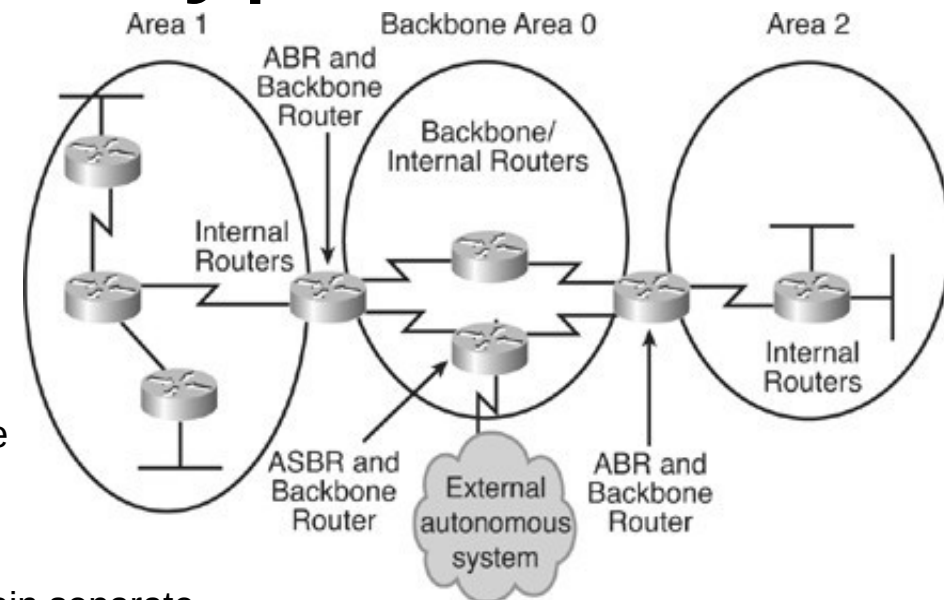 Area 1
Backbone Area 0
Area 2
ABR and
Backbone
Router
Backbone/
Internal Routers
Internal
Routers
Internal
Routers
e
ASBR and
Backbone
Router
External
autonomous
system
ABR and
Backbone
Router
separate